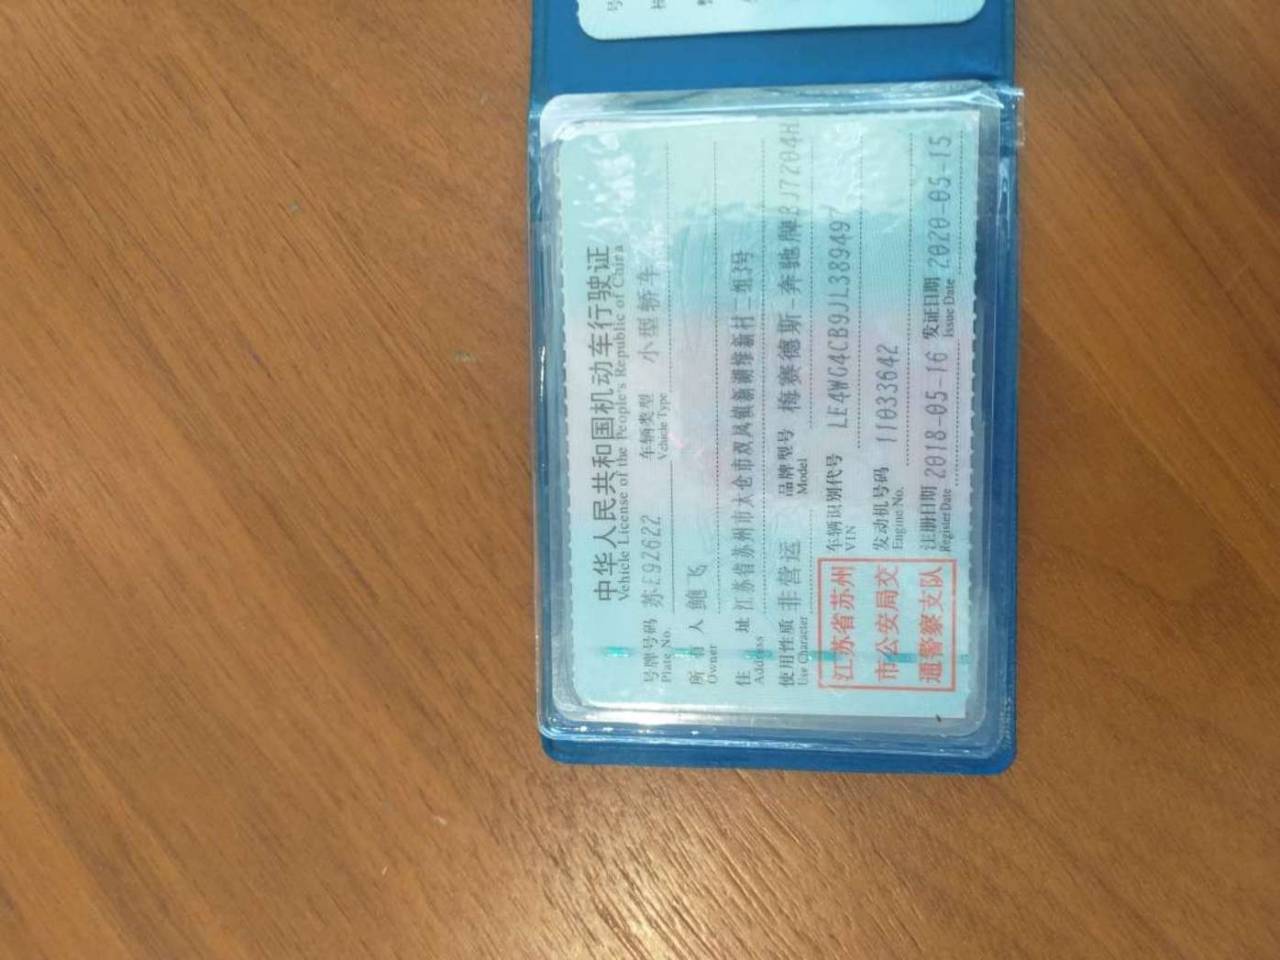 中华人民共和国机动车行驶证
Vehicle License of the People's Republic of China
号牌号码 苏E92622 车辆类型 小型轿车
Plate No. Vehicle Type
所有人 鲍飞
Owner
住址 江苏省苏州市太仓市双凤镇新湖维新村二组3号
Address
使用性质 非营运 品牌型号 梅赛德斯-奔驰牌BJ7204H
Use Character Model
车辆识别代号 LE4WG4CB9JL389497
VIN
发动机号码 11033642
Engine No.
注册日期 2018-05-16 发证日期 2020-05-15
Register Date Issue Date
江苏省苏州
市公安局交
通警察支队